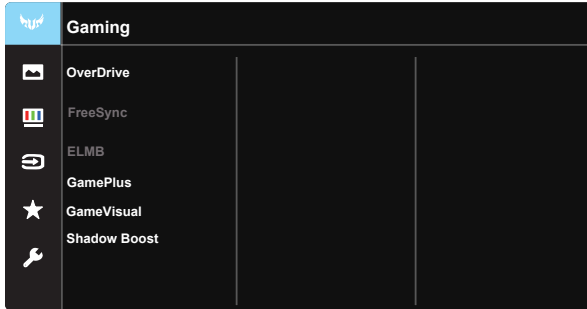 Gaming
OverDrive
FreeSync
ELMB
GamePlus
GameVisual
Shadow Boost